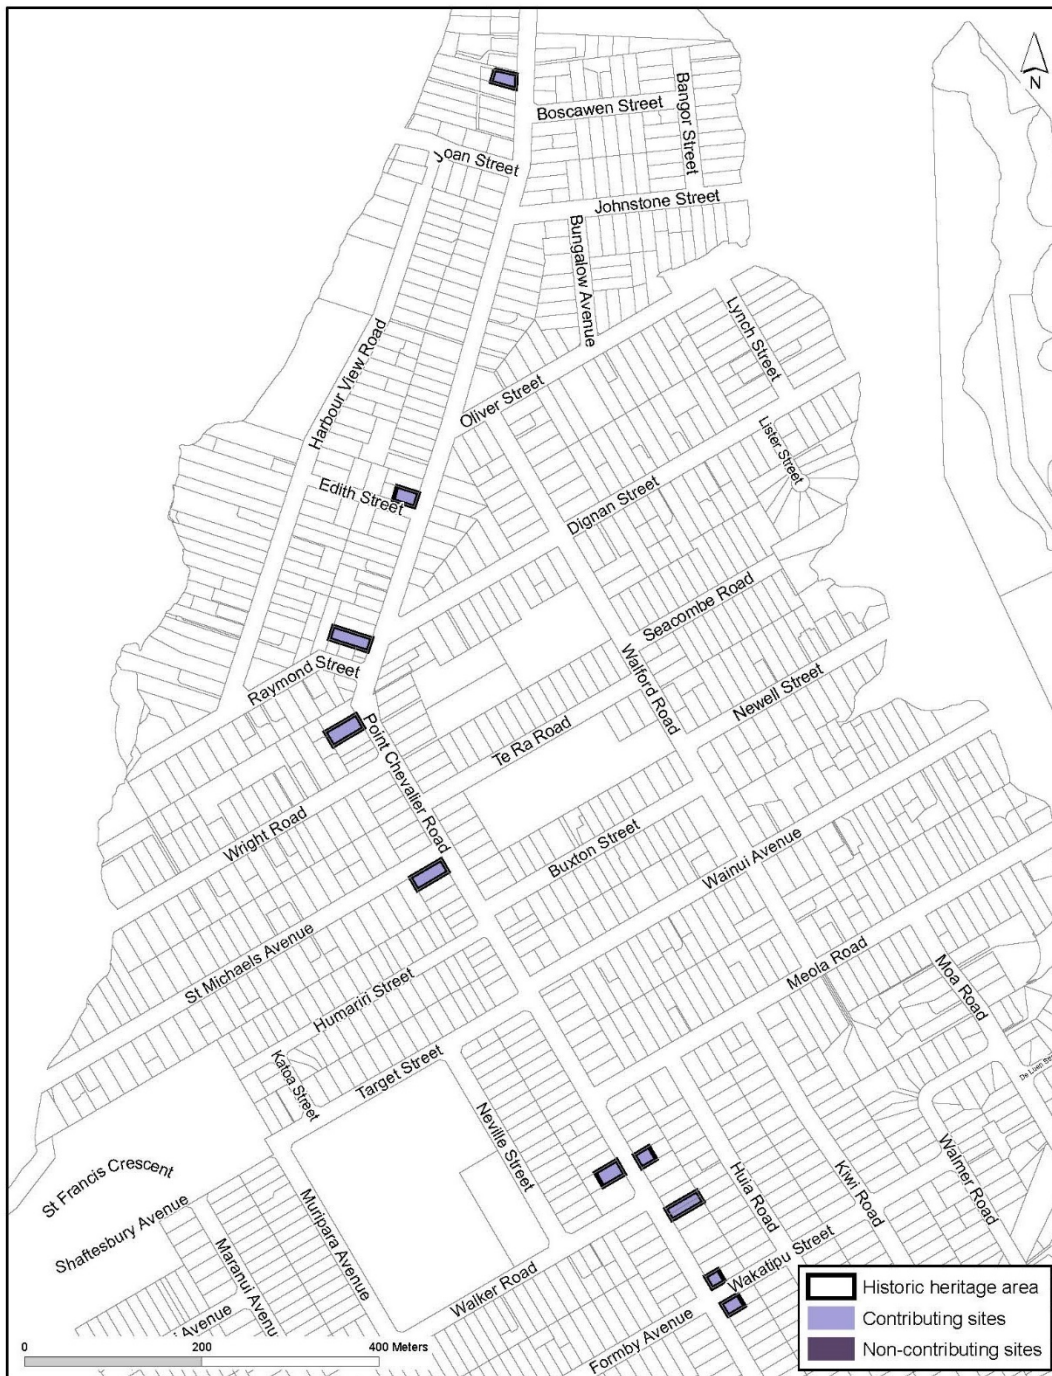 N
Boscawen Street
Bangor Street
Joan Street
Johnstone Street
Bungalow Avenue
Lynch Street
Harbour View Road
Oliver Street
Lister Street
Edith Street
Dignan Street
Seacombe Road
Walford Road
Raymond Street
Newell Street
Point Chevalier Road
Te Ra Road
Wright Road
Buxton Street
Wainui Avenue
St Michaels Avenue
Meola Road
Humariri Street
Moa Road
Katoa Street
Target Street
Neville Street
St Francis Crescent
Huia Road
Kiwi Road
Walmer Road
Shaftesbury Avenue
Muripara Avenue
Maranui Avenue
Wakatipu Street
Walker Road
Avenue
Formby Avenue
Historic heritage area
Contributing sites
Non-contributing sites
0 200 400 Meters